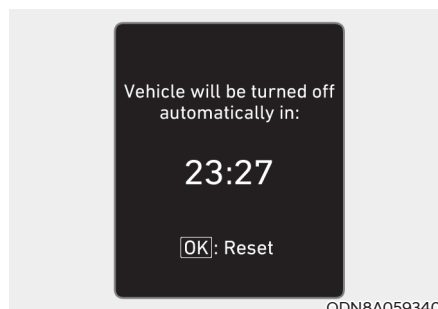 Vehicle will be turned off
automatically in:
23:27
OK: Reset
ODN8A059340